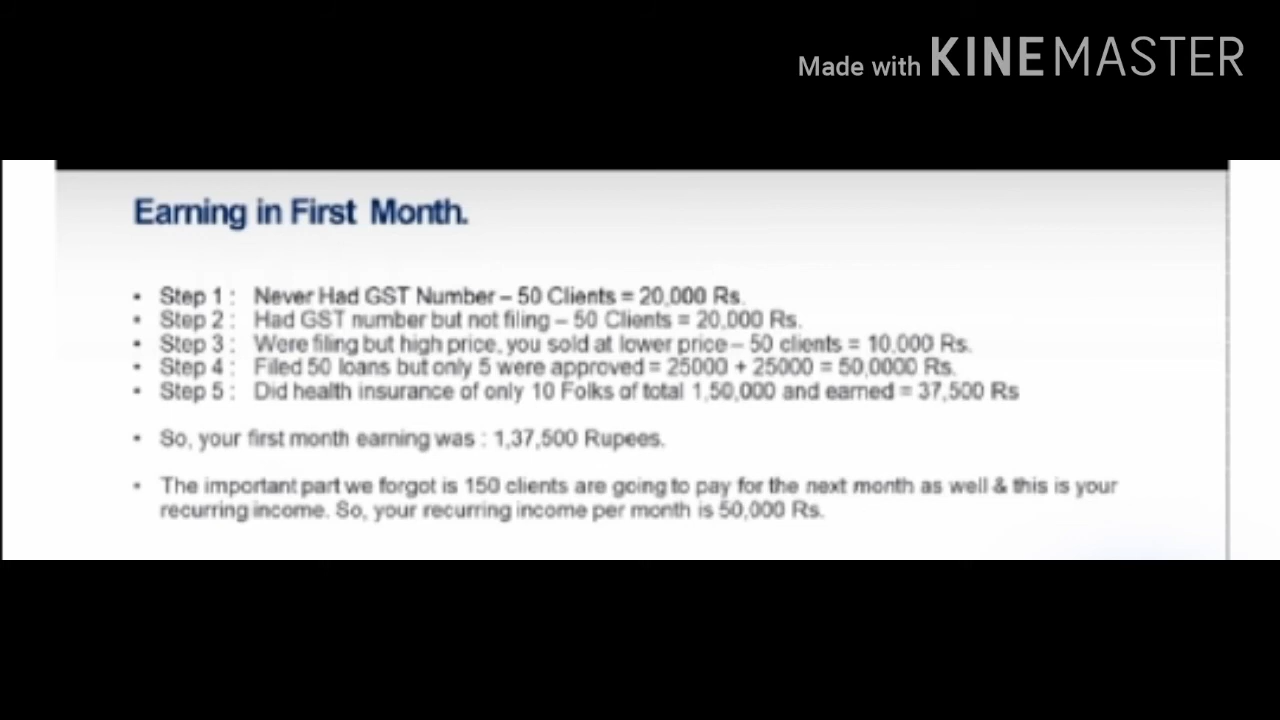 Made with KINEMASTER
Earning in First Month.
• Step 1 : Never Had GST Number – 50 Clients = 20,000 Rs.
• Step 2 : Had GST number but not filing – 50 Clients = 20,000 Rs.
• Step 3 : Were filing but high price, you sold at lower price – 50 clients = 10,000 Rs.
• Step 4 : Filed 50 loans but only 5 were approved = 25000 + 25000 = 50,0000 Rs.
• Step 5 : Did health insurance of only 10 Folks of total 1,50,000 and earned = 37,500 Rs
• So, your first month earning was : 1,37,500 Rupees.
• The important part we forgot is 150 clients are going to pay for the next month as well & this is your
recurring income. So, your recurring income per month is 50,000 Rs.